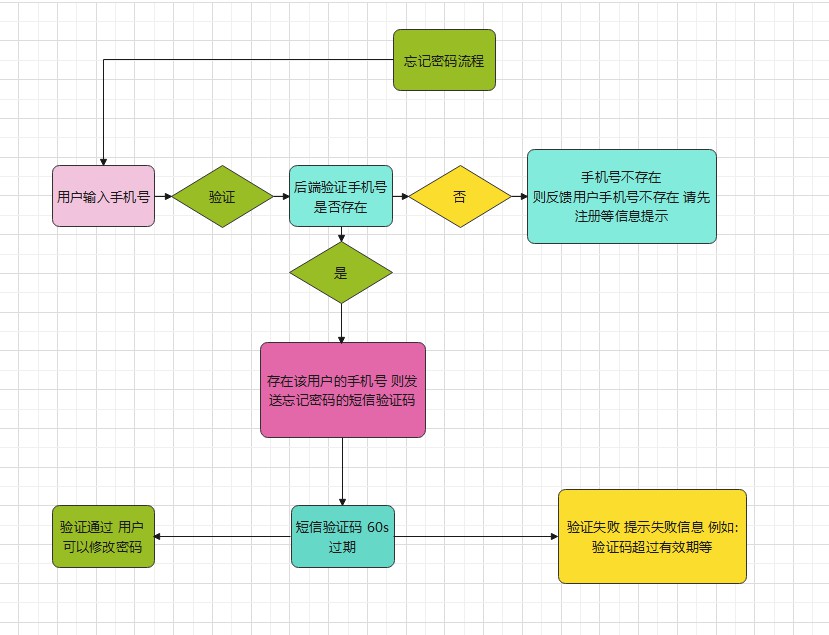 忘记密码流程
用户输入手机号
验证
后端验证手机号
是否存在
否
手机号不存在
则反馈用户手机号不存在 请先
注册等信息提示
是
存在该用户的手机号 则发
送忘记密码的短信验证码
验证通过 用户
可以修改密码
短信验证码 60s
过期
验证失败 提示失败信息 例如:
验证码超过有效期等